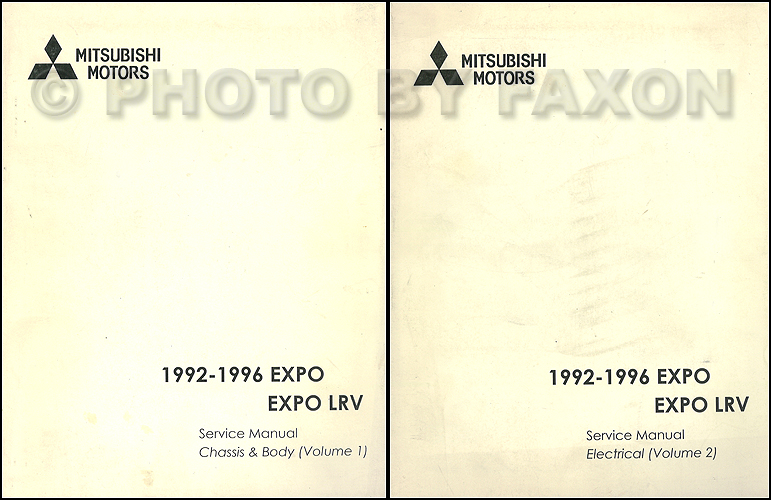 MITSUBISHI
MOTORS
1992-1996 EXPO
EXPO LRV
Service Manual
Chassis & Body (Volume 1)
MITSUBISHI
MOTORS
1992-1996 EXPO
EXPO LRV
Service Manual
Electrical (Volume 2)
© PHOTO BY FAXON